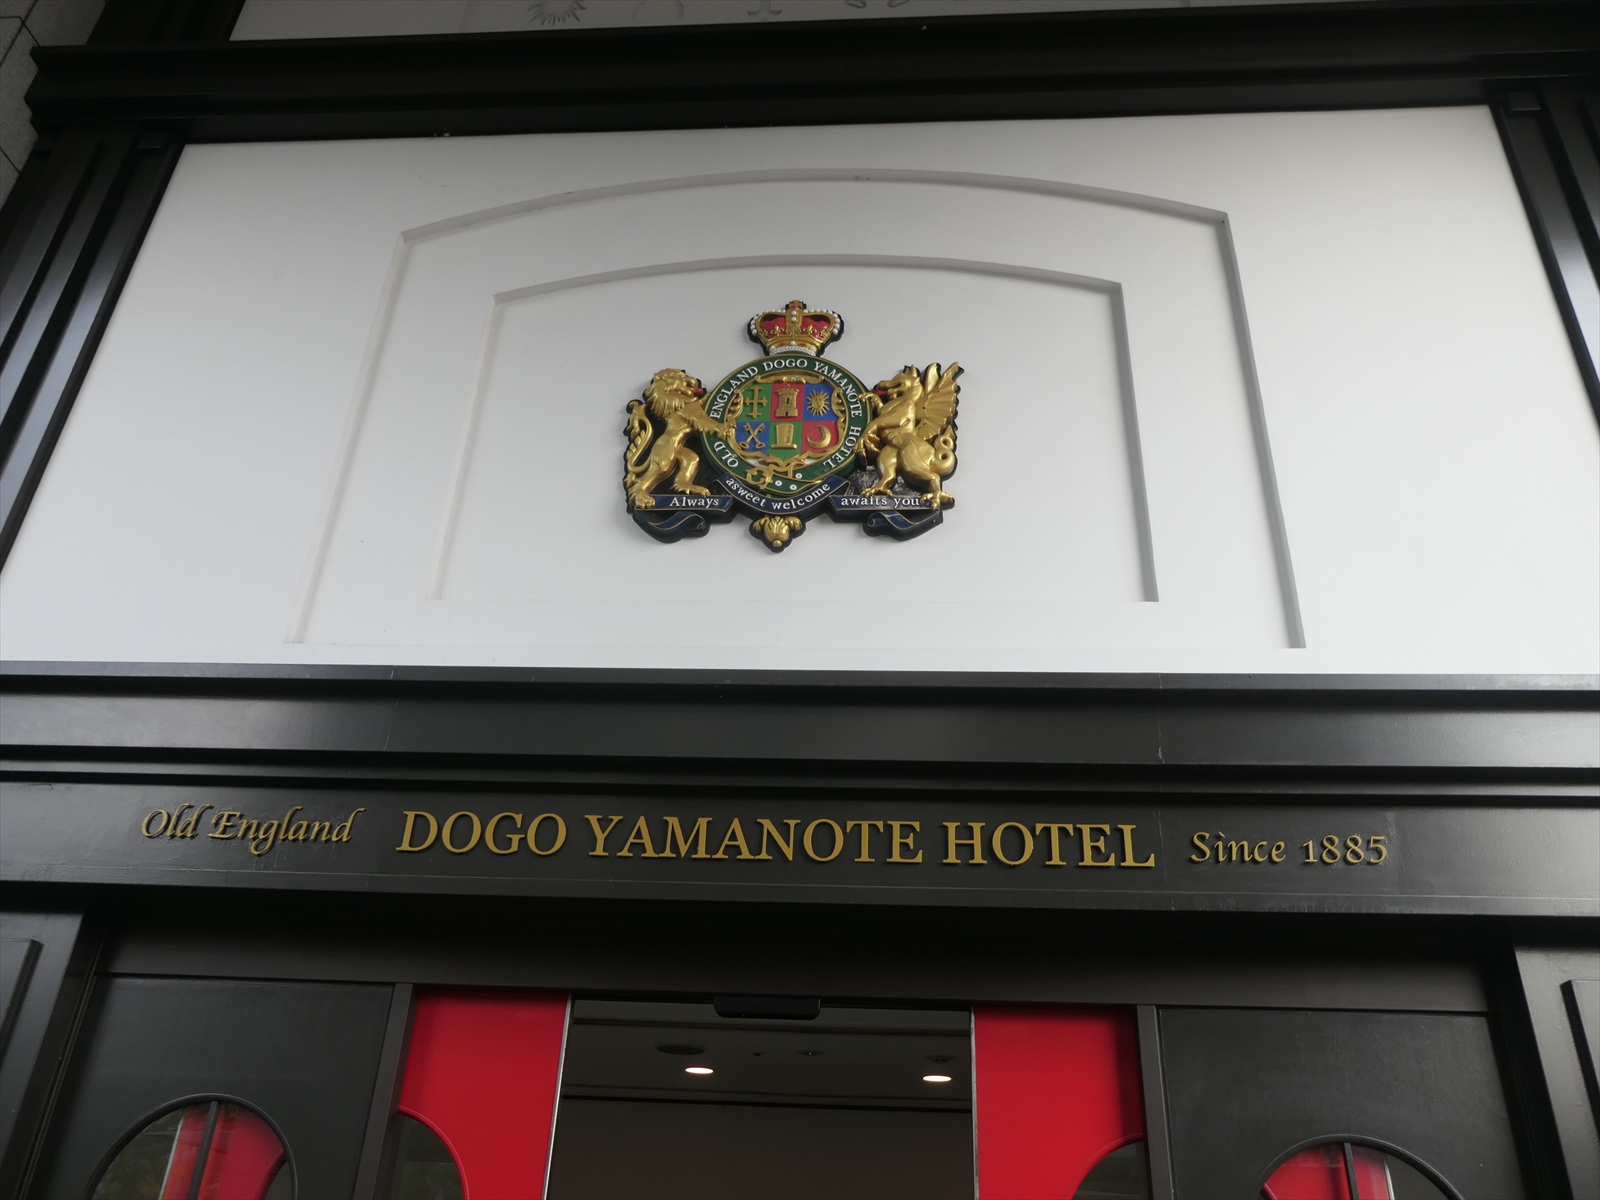 OLD ENGLAND DOGO YAMANOTE HOTEL
Always asweet welcome awaits you
Old England DOGO YAMANOTE HOTEL Since 1885